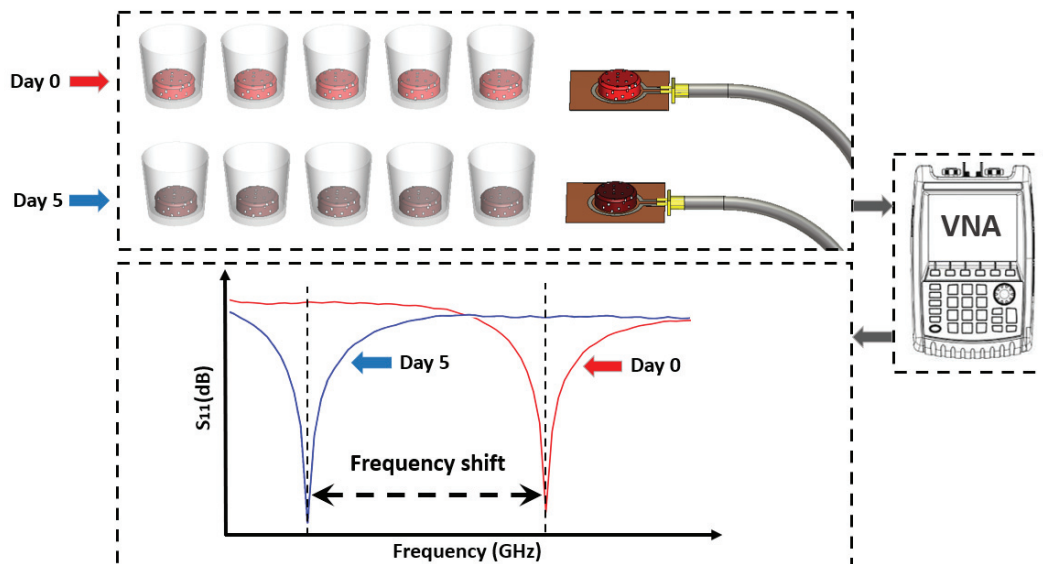 Day 0
Day 5
VNA
S₁₁(dB)
Day 5
Day 0
Frequency shift
Frequency (GHz)